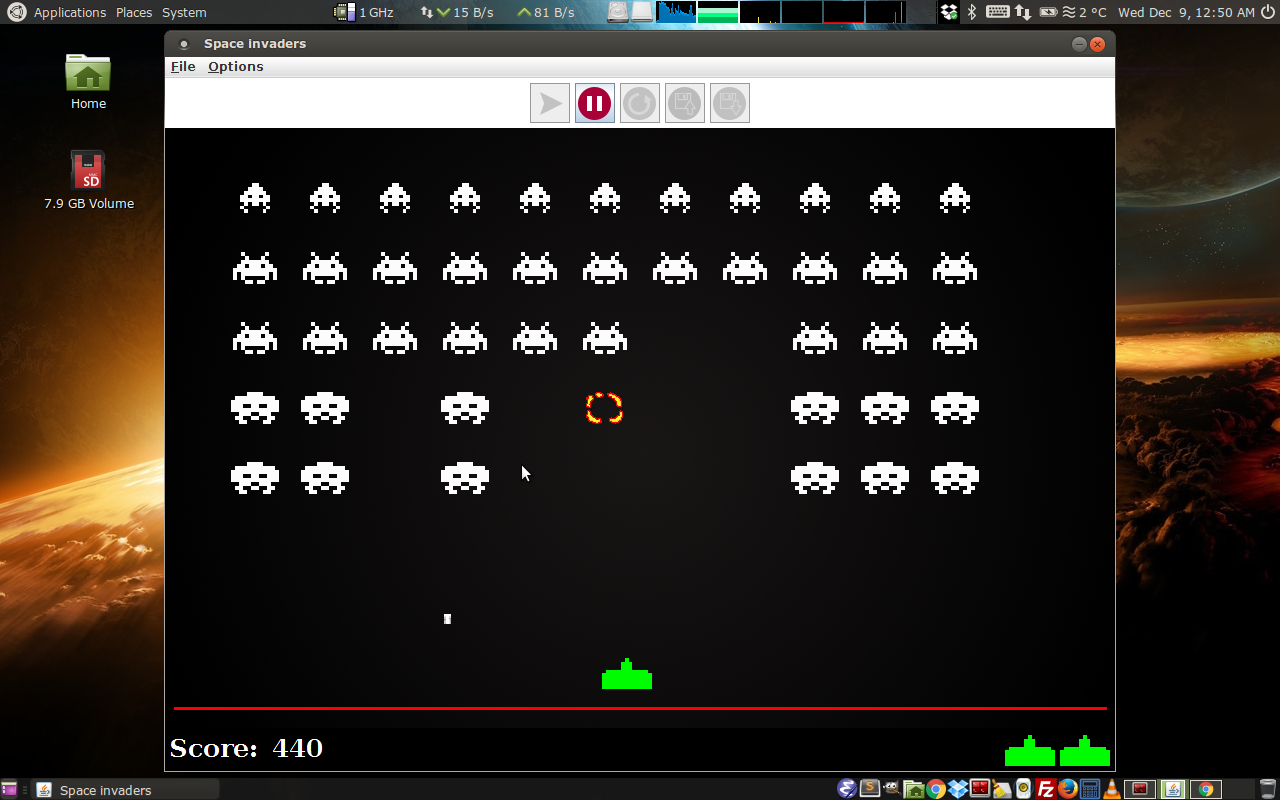 Applications Places System 1 GHz 15 B/s 81 B/s 2 °C Wed Dec 9, 12:50 AM
Space invaders
File Options
Home
SD
7.9 GB Volume
Score: 440
Space invaders